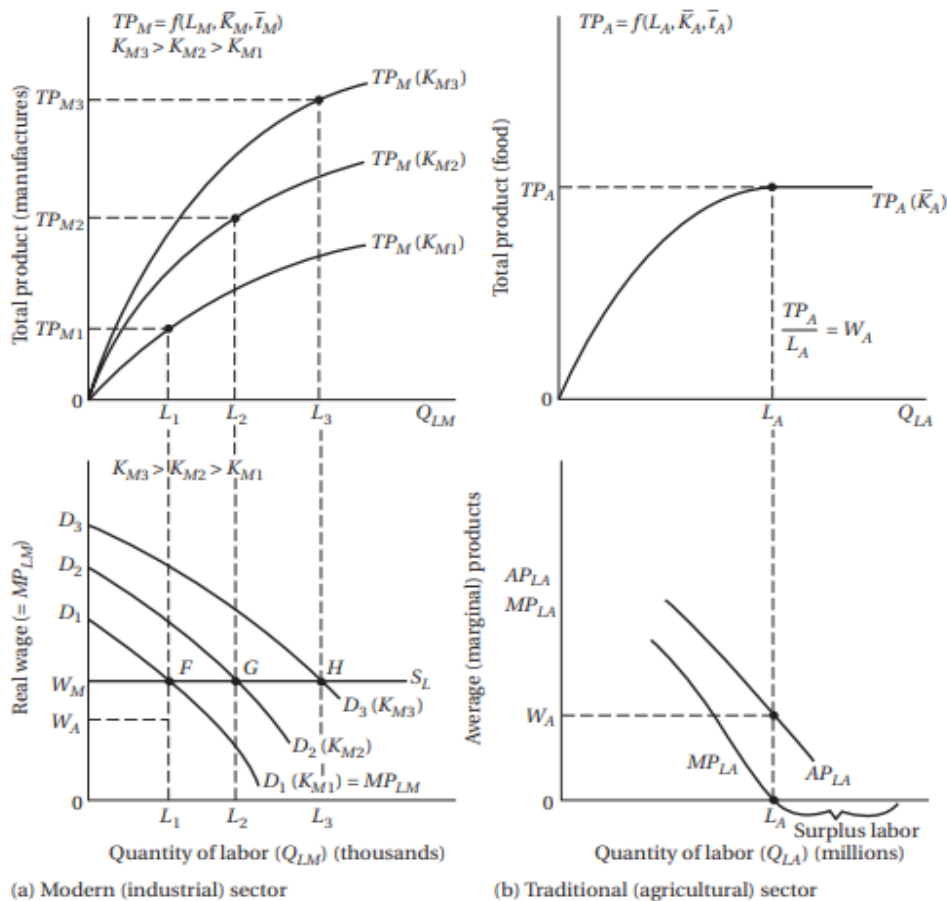 TP_M = f(L_M, K̄_M, t̄_M)
K_M3 > K_M2 > K_M1
Total product (manufactures)
TP_M3
TP_M2
TP_M1
0
TP_M (K_M3)
TP_M (K_M2)
TP_M (K_M1)
L_1 L_2 L_3 Q_LM
TP_A = f(L_A, K̄_A, t̄_A)
Total product (food)
TP_A
0
TP_A (K̄_A)
TP_A
L_A
= W_A
L_A Q_LA
K_M3 > K_M2 > K_M1
Real wage (= MP_LM)
D_3
D_2
D_1
W_M
W_A
0
F G H S_L
D_3 (K_M3)
D_2 (K_M2)
D_1 (K_M1) = MP_LM
L_1 L_2 L_3
Quantity of labor (Q_LM) (thousands)
(a) Modern (industrial) sector
Average (marginal) products
AP_LA
MP_LA
W_A
0
MP_LA
AP_LA
L_A
Surplus labor
Quantity of labor (Q_LA) (millions)
(b) Traditional (agricultural) sector